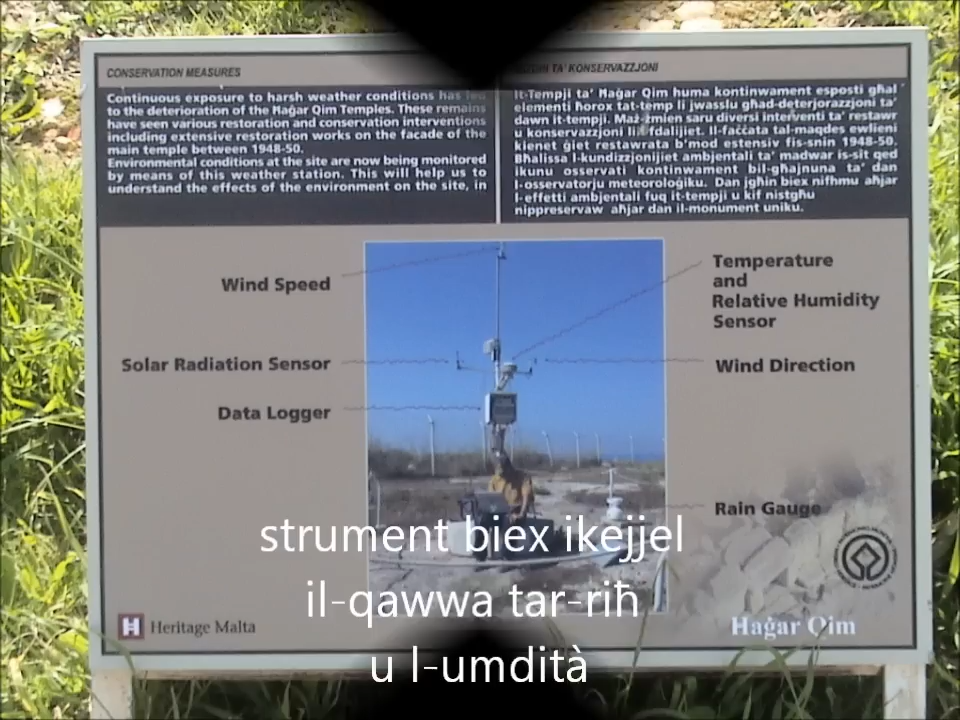 CONSERVATION MEASURES
Continuous exposure to harsh weather conditions has led
to the deterioration of the Haġar Qim Temples. These remains
have seen various restoration and conservation interventions
including extensive restoration works on the facade of the
main temple between 1948-50.
Environmental conditions at the site are now being monitored
by means of this weather station. This will help us to
understand the effects of the environment on the site, in
TA' KONSERVAZZJONI
It-Tempji ta' Ħaġar Qim huma kontinwament esposti għal
elementi ħorox tat-temp li jwasslu għad-deterjorazzjoni ta'
dawn it-tempji. Maż-żmien saru diversi interventi ta' restawr
u konservazzjoni lil fdalijiet. Il-faċċata tal-maqdes ewlieni
kienet ġiet restawrata b'mod estensiv fis-snin 1948-50.
Bħalissa l-kundizzjonijiet ambjentali ta' madwar is-sit qed
ikunu osservati kontinwament bil-għajnuna ta' dan
l-osservatorju meteoroloġiku. Dan jgħin biex nifhmu aħjar
l-effetti ambjentali fuq it-tempji u kif nistgħu
nippreservaw aħjar dan il-monument uniku.
Wind Speed
Solar Radiation Sensor
Data Logger
Temperature
and
Relative Humidity
Sensor
Wind Direction
Rain Gauge
strument biex ikejjel
il-qawwa tar-riħ
u l-umdità
Heritage Malta
Ħaġar Qim